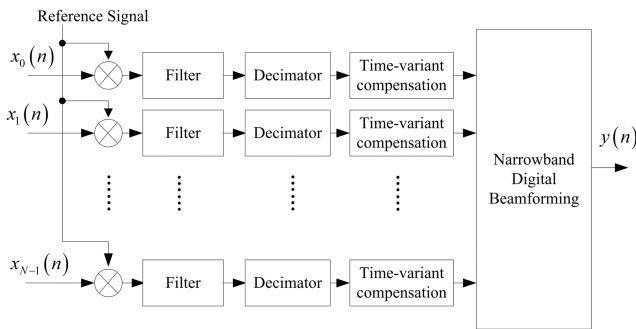 Reference Signal
x₀(n)
Filter
Decimator
Time-variant
compensation
x₁(n)
Filter
Decimator
Time-variant
compensation
Narrowband
Digital
Beamforming
y(n)
x_{N-1}(n)
Filter
Decimator
Time-variant
compensation